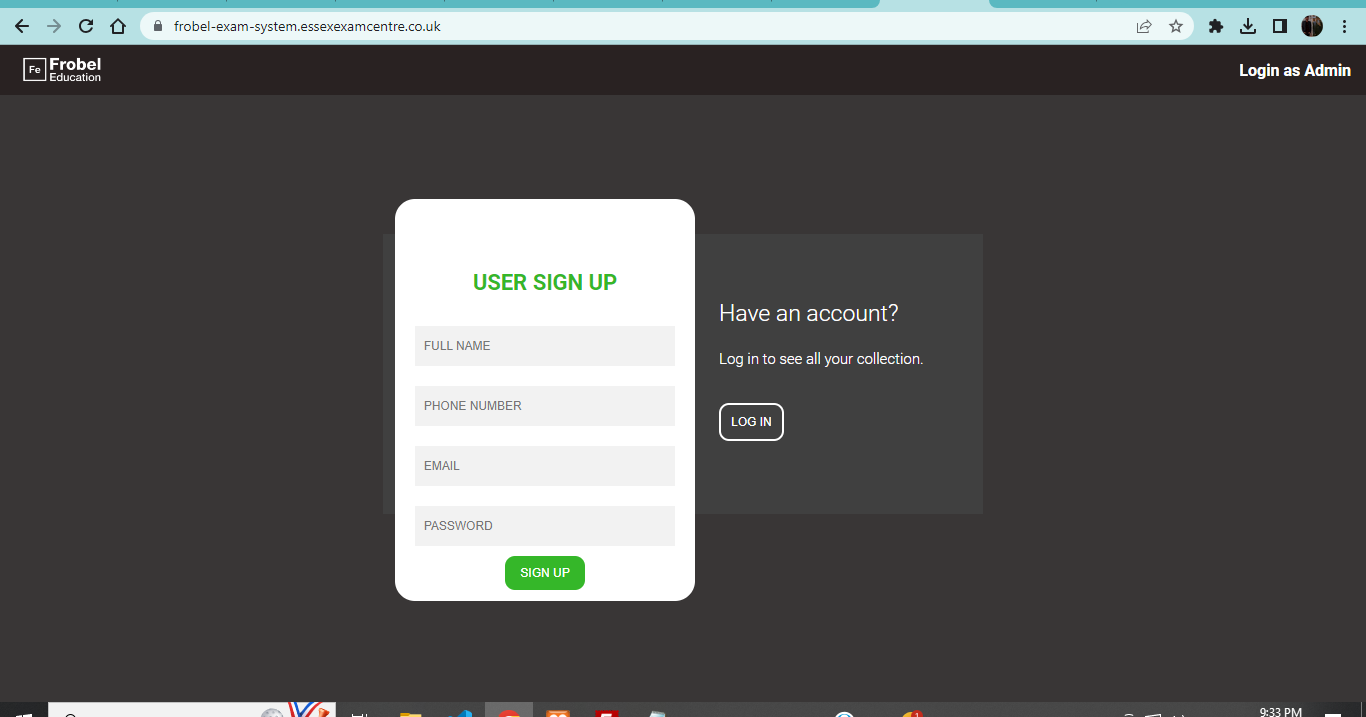 frobel-exam-system.essexexamcentre.co.uk
Fe Frobel
Education
Login as Admin
USER SIGN UP
FULL NAME
PHONE NUMBER
EMAIL
PASSWORD
SIGN UP
Have an account?
Log in to see all your collection.
LOG IN
1
9:33 PM